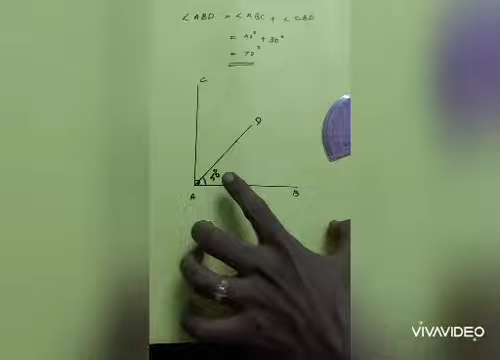 ∠ABD = ∠ABC + ∠CBD
= 40° + 30°
= 70°
C
D
A
B
VIVAVIDEO